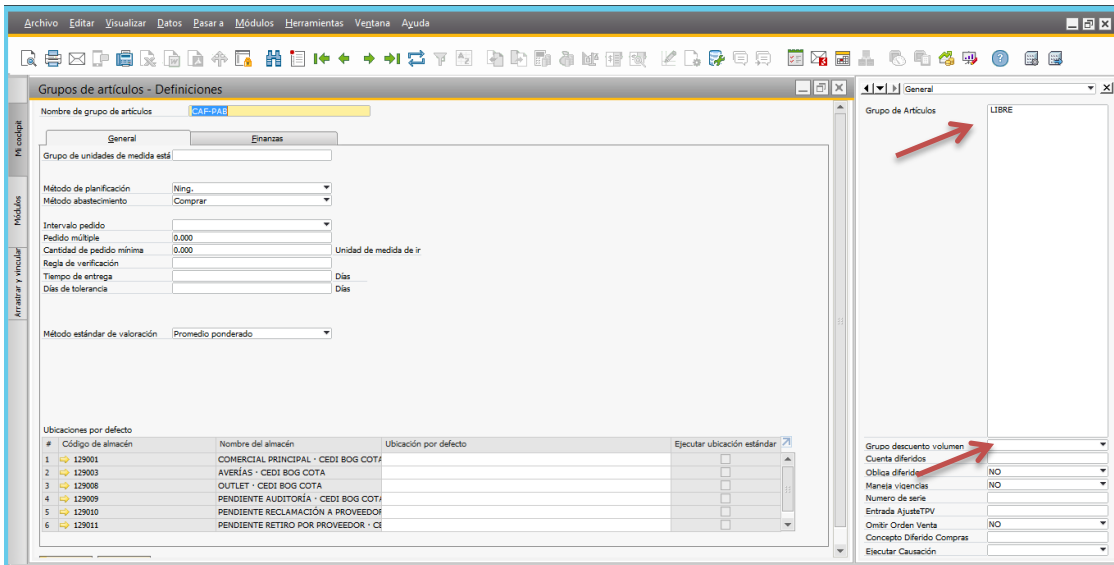 Archivo Editar Visualizar Datos Pasar a Módulos Herramientas Ventana Ayuda
Grupos de artículos - Definiciones
Nombre de grupo de artículos CAF-PAB
General Finanzas
Grupo de unidades de medida está
Método de planificación Ning.
Método abastecimiento Comprar
Intervalo pedido
Pedido múltiple 0.000
Cantidad de pedido mínima 0.000 Unidad de medida de ir
Regla de verificación
Tiempo de entrega Días
Días de tolerancia Días
Método estándar de valoración Promedio ponderado
Ubicaciones por defecto
# Código de almacén Nombre del almacén Ubicación por defecto Ejecutar ubicación estándar
1 129001 COMERCIAL PRINCIPAL - CEDI BOG COTA
2 129003 AVERÍAS - CEDI BOG COTA
3 129008 OUTLET - CEDI BOG COTA
4 129009 PENDIENTE AUDITORÍA - CEDI BOG COTA
5 129010 PENDIENTE RECLAMACIÓN A PROVEEDOR
6 129011 PENDIENTE RETIRO POR PROVEEDOR - CE
Mi cockpit
Módulos
Arrastrar y vincular
General
Grupo de Artículos LIBRE
Grupo descuento volumen
Cuenta diferidos
Obliga diferidos NO
Maneja vigencias NO
Numero de serie
Entrada AjusteTPV
Omitir Orden Venta NO
Concepto Diferido Compras
Ejecutar Causación